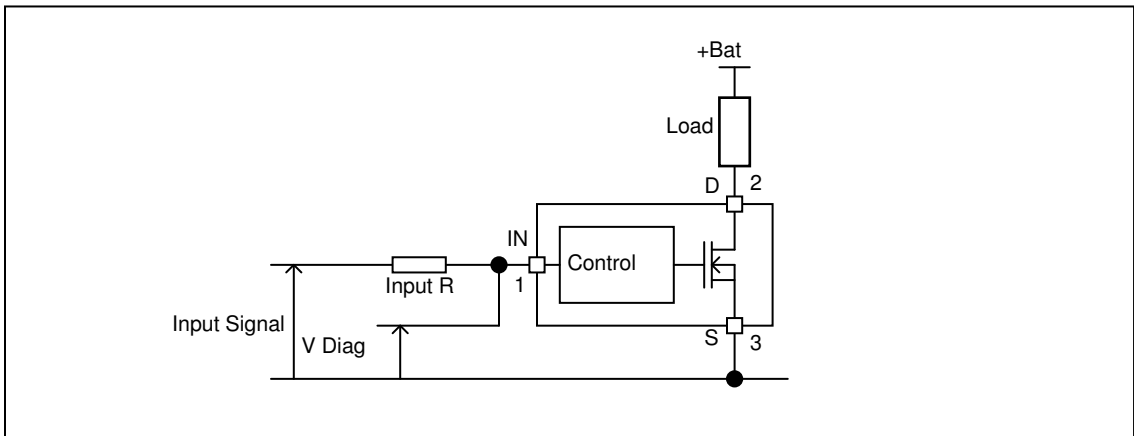 +Bat
Load
D 2
IN
Control
1
Input R
Input Signal
V Diag
S 3